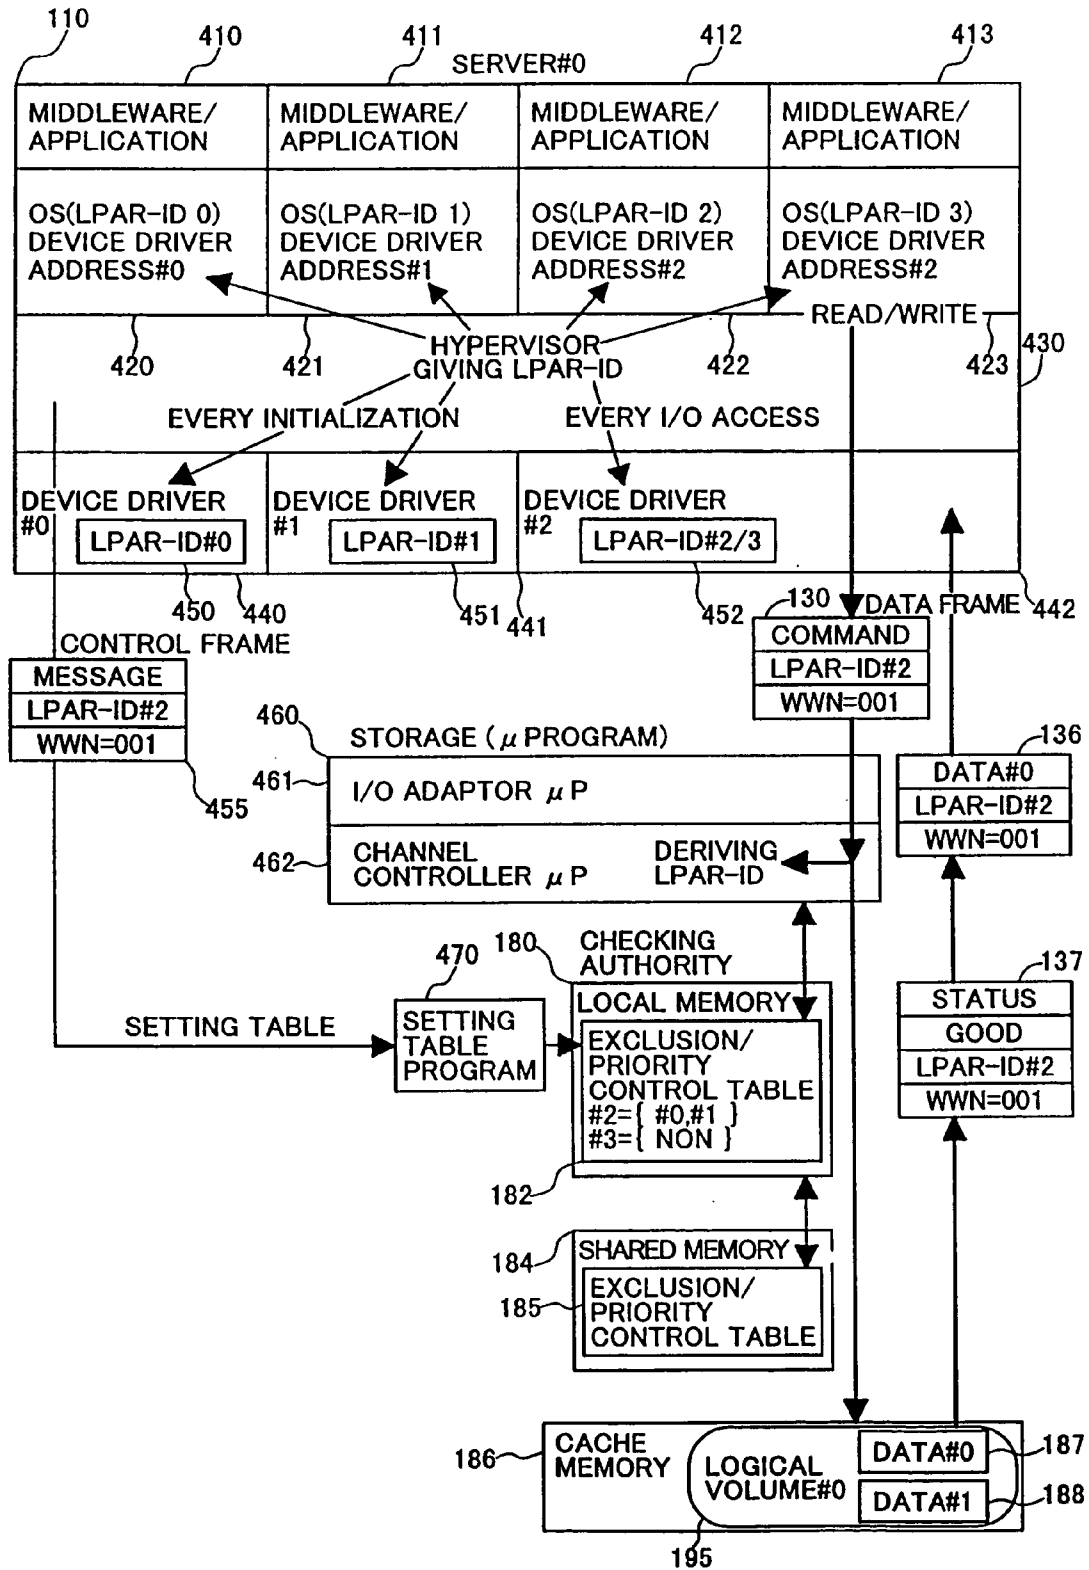 110
410
411
412
413
SERVER#0
MIDDLEWARE/
APPLICATION
MIDDLEWARE/
APPLICATION
MIDDLEWARE/
APPLICATION
MIDDLEWARE/
APPLICATION
OS(LPAR-ID 0)
DEVICE DRIVER
ADDRESS#0
OS(LPAR-ID 1)
DEVICE DRIVER
ADDRESS#1
OS(LPAR-ID 2)
DEVICE DRIVER
ADDRESS#2
OS(LPAR-ID 3)
DEVICE DRIVER
ADDRESS#2
READ/WRITE
420
421
422
423
430
HYPERVISOR
GIVING LPAR-ID
EVERY INITIALIZATION
EVERY I/O ACCESS
DEVICE DRIVER
#0
LPAR-ID#0
DEVICE DRIVER
#1
LPAR-ID#1
DEVICE DRIVER
#2
LPAR-ID#2/3
450
440
451
441
452
442
CONTROL FRAME
MESSAGE
LPAR-ID#2
WWN=001
455
130
DATA FRAME
COMMAND
LPAR-ID#2
WWN=001
460
STORAGE (μ PROGRAM)
461
I/O ADAPTOR μP
462
CHANNEL
CONTROLLER μP
DERIVING
LPAR-ID
136
DATA#0
LPAR-ID#2
WWN=001
137
STATUS
GOOD
LPAR-ID#2
WWN=001
CHECKING
AUTHORITY
180
470
SETTING TABLE
SETTING
TABLE
PROGRAM
LOCAL MEMORY
EXCLUSION/
PRIORITY
CONTROL TABLE
#2={ #0,#1 }
#3={ NON }
182
184
SHARED MEMORY
185
EXCLUSION/
PRIORITY
CONTROL TABLE
186
CACHE
MEMORY
LOGICAL
VOLUME#0
DATA#0
187
DATA#1
188
195